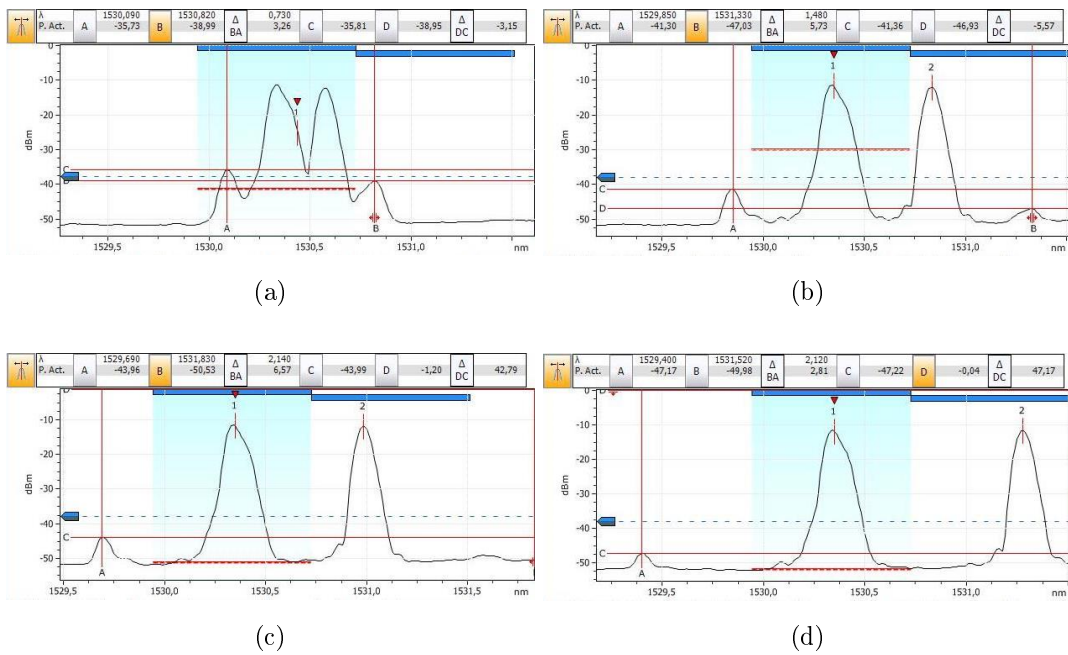 λ 1530,090 1530,820 0,730
P. Act. A -35,73 B -38,99 Δ BA 3,26 C -35,81 D -38,95 Δ DC -3,15
0
-10
-20
-30
-40
-50
dBm
1
C
D
A
B
1529,5 1530,0 1530,5 1531,0 nm
(a)
λ 1529,850 1531,330 1,480
P. Act. A -41,30 B -47,03 Δ BA 5,73 C -41,36 D -46,93 Δ DC -5,57
0
-10
-20
-30
-40
-50
dBm
1 2
C
D
A
B
1529,5 1530,0 1530,5 1531,0 nm
(b)
λ 1529,690 1531,830 2,140
P. Act. A -43,96 B -50,53 Δ BA 6,57 C -43,99 D -1,20 Δ DC 42,79
D
-10
-20
-30
-40
-50
dBm
1 2
C
A
1529,5 1530,0 1530,5 1531,0 1531,5 nm
(c)
λ 1529,400 1531,520 2,120
P. Act. A -47,17 B -49,98 Δ BA 2,81 C -47,22 D -0,04 Δ DC 47,17
0
D
-10
-20
-30
-40
-50
dBm
1 2
C
A
1529,5 1530,0 1530,5 1531,0 nm
(d)